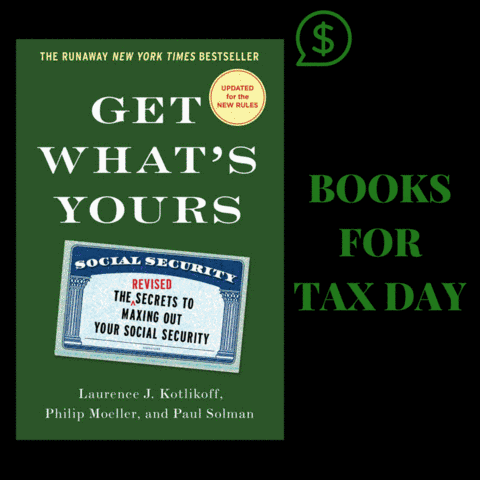 THE RUNAWAY NEW YORK TIMES BESTSELLER
UPDATED
for the
NEW RULES
GET
WHAT'S
YOURS
SOCIAL SECURITY
REVISED
THE SECRETS TO
MAXING OUT
YOUR SOCIAL SECURITY
Laurence J. Kotlikoff,
Philip Moeller, and Paul Solman
$
BOOKS
FOR
TAX DAY